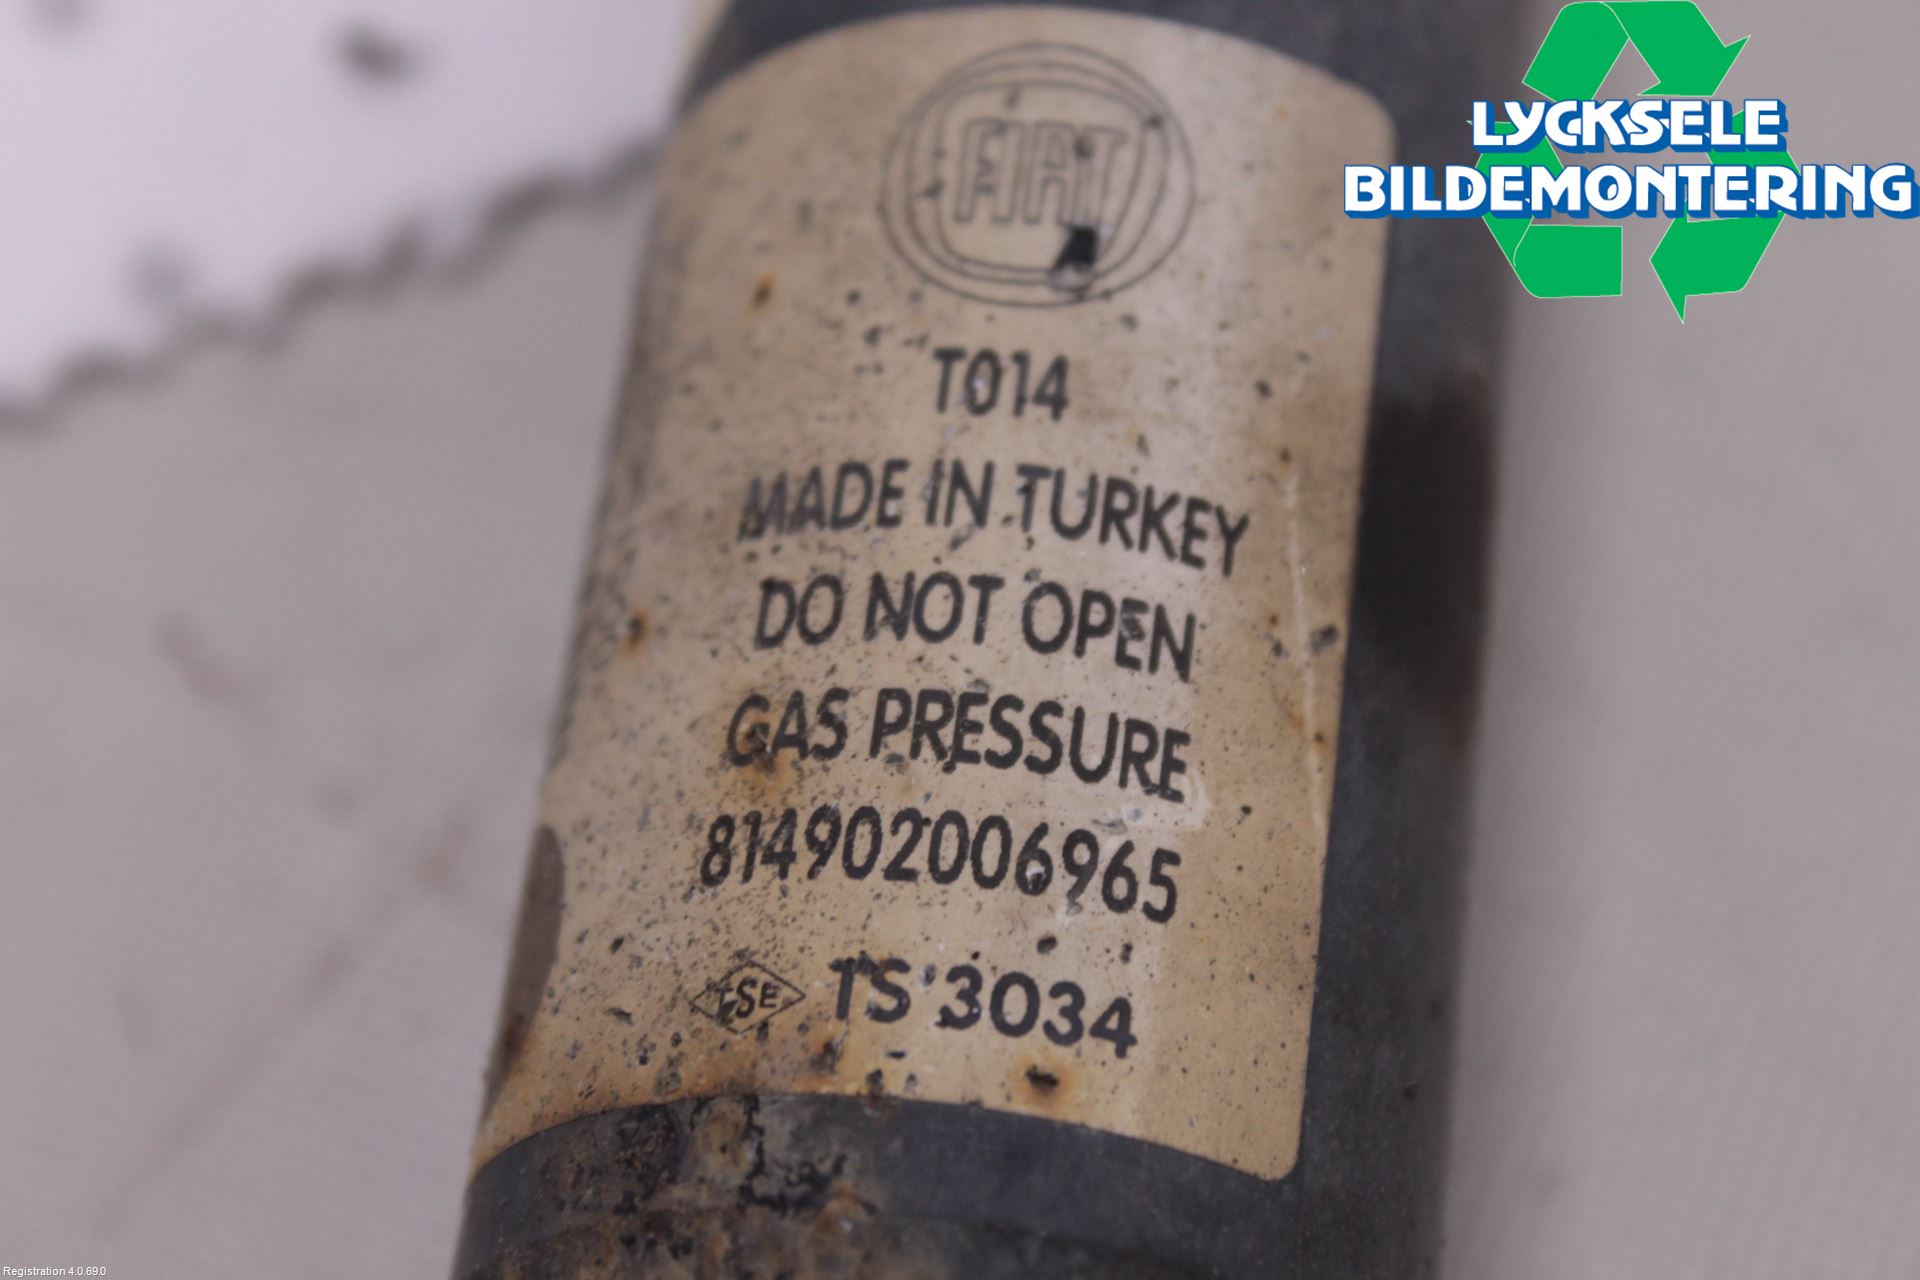 LYCKSELE
BILDEMONTERING
FIAT
T014
MADE IN TURKEY
DO NOT OPEN
GAS PRESSURE
814902006965
TSE TS 3034
Registration 4.0.69.0